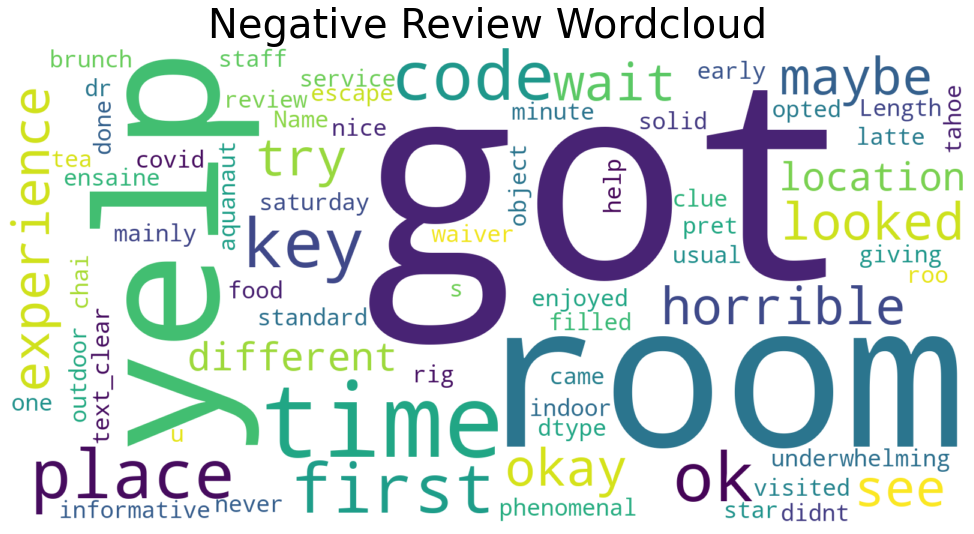 Negative Review Wordcloud
brunch
staff
service
escape
review
Name
nice
code
wait
minute
early
maybe
opted
Length
latte
tahoe
dr
done
tea
covid
ensaine
aquanaut
try
saturday
key
mainly
yelp
experience
got
object
help
solid
clue
pret
usual
location
looked
giving
roo
waiver
s
food
standard
different
rig
enjoyed
filled
horrible
room
chai
outdoor
text_clear
one
u
time
first
came
indoor
dtype
okay
phenomenal
place
informative
never
ok
underwhelming
visited
star
didnt
see